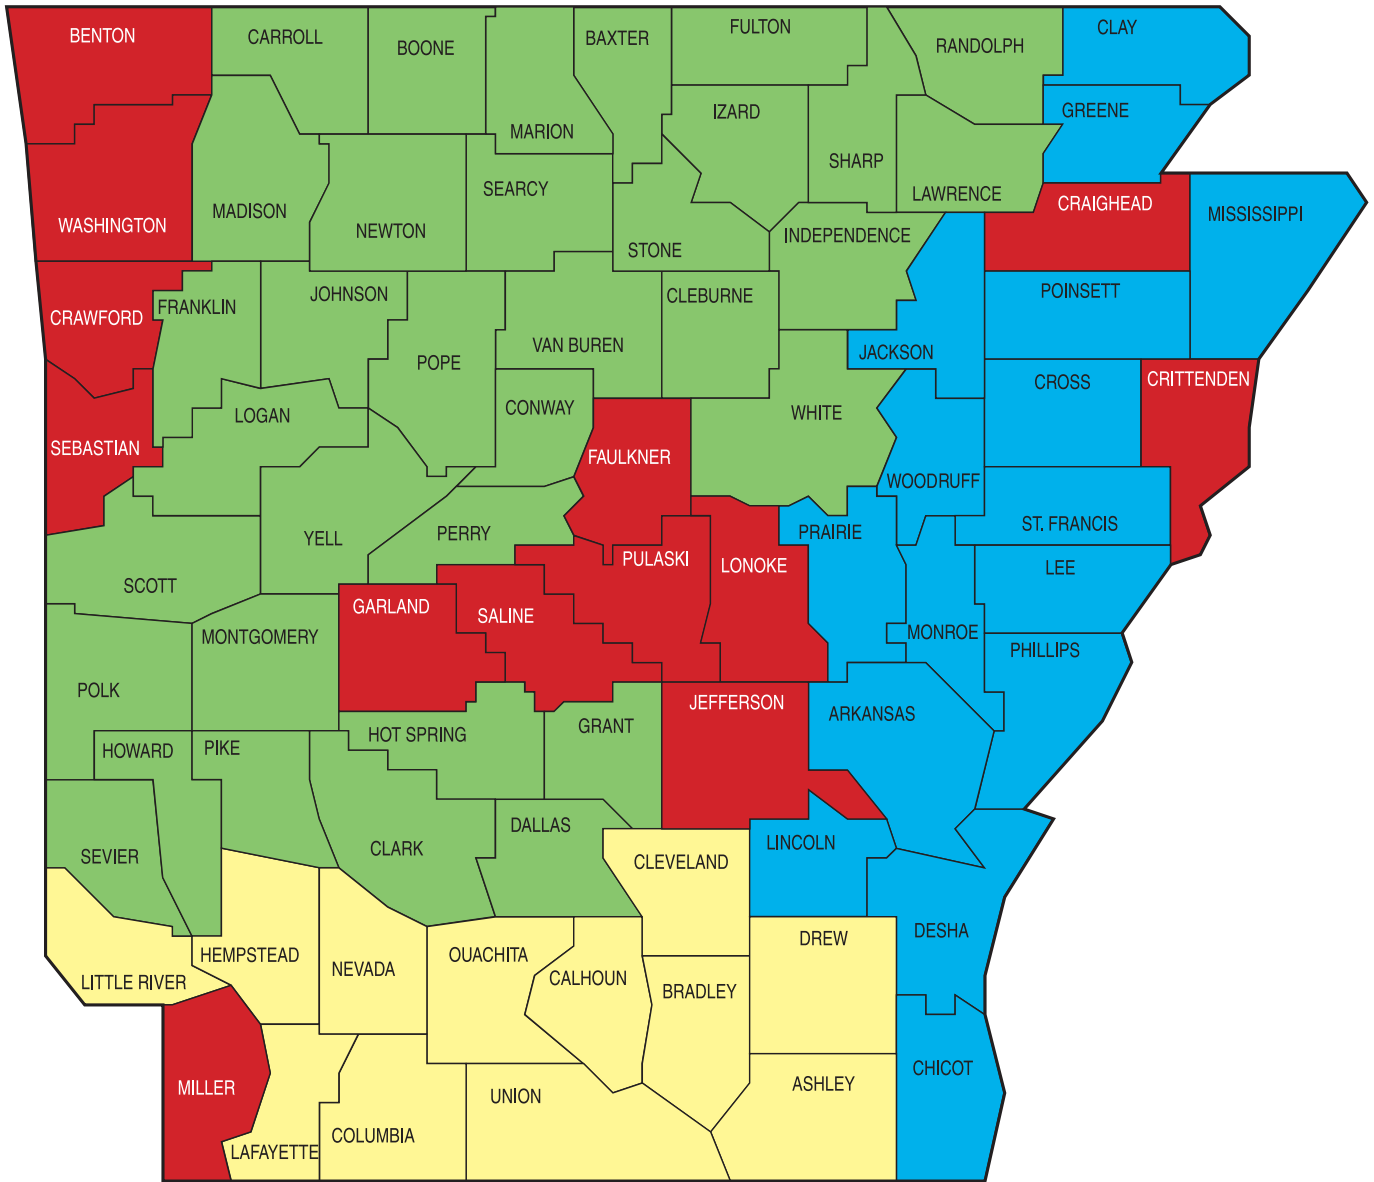 BENTON
CARROLL
BOONE
BAXTER
FULTON
RANDOLPH
CLAY
MARION
IZARD
GREENE
SHARP
LAWRENCE
MADISON
SEARCY
CRAIGHEAD
MISSISSIPPI
WASHINGTON
NEWTON
STONE
INDEPENDENCE
CRAWFORD
FRANKLIN
JOHNSON
CLEBURNE
POINSETT
POPE
VAN BUREN
JACKSON
CROSS
CRITTENDEN
LOGAN
CONWAY
WHITE
SEBASTIAN
FAULKNER
WOODRUFF
YELL
PERRY
PRAIRIE
ST. FRANCIS
SCOTT
PULASKI
LONOKE
LEE
GARLAND
SALINE
MONTGOMERY
MONROE
PHILLIPS
POLK
JEFFERSON
ARKANSAS
HOWARD
PIKE
HOT SPRING
GRANT
SEVIER
CLARK
DALLAS
CLEVELAND
LINCOLN
DESHA
DREW
LITTLE RIVER
HEMPSTEAD
NEVADA
OUACHITA
CALHOUN
BRADLEY
CHICOT
MILLER
UNION
ASHLEY
LAFAYETTE
COLUMBIA